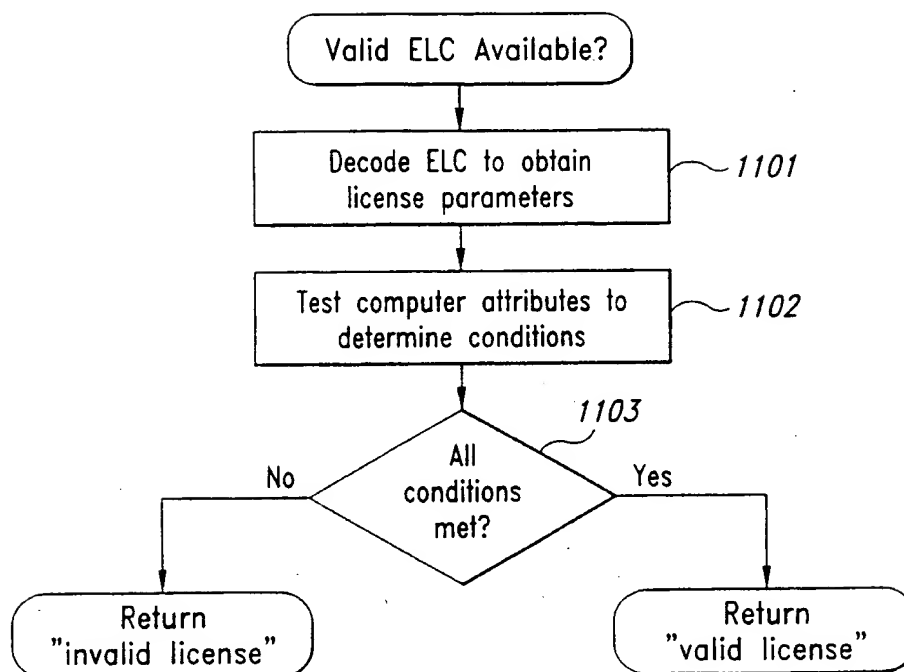 Valid ELC Available?
Decode ELC to obtain
license parameters
1101
Test computer attributes to
determine conditions
1102
1103
All
conditions
met?
No
Yes
Return
"invalid license"
Return
"valid license"